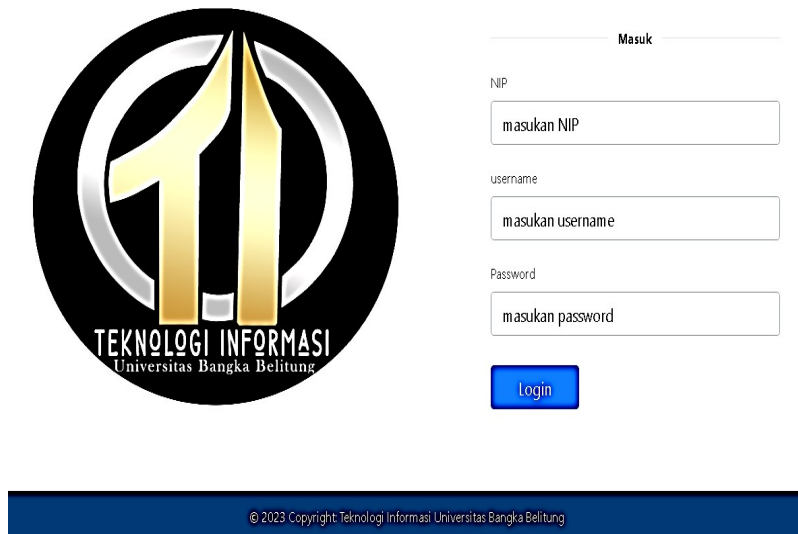 TEKNOLOGI INFORMASI
Universitas Bangka Belitung
Masuk
NIP
masukan NIP
username
masukan username
Password
masukan password
Login
© 2023 Copyright: Teknologi Informasi Universitas Bangka Belitung